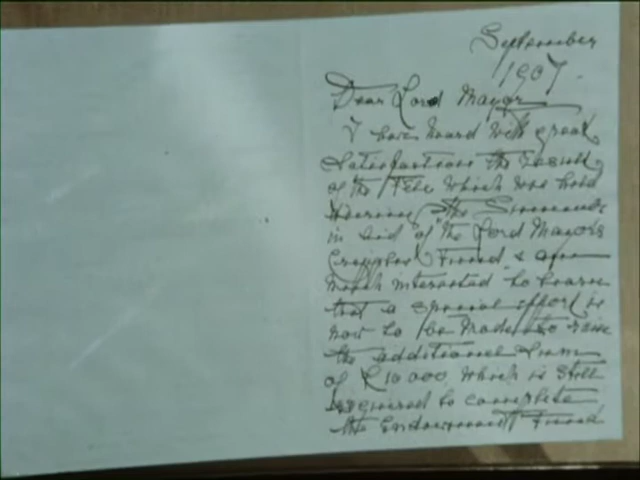 September
1907.
Dear Lord Mayor
I have heard with great
satisfaction the result
of the Fete which was held
during the Summer
in aid of the Lord Mayors
Cripples Fund & am
much interested to learn
that a special effort is
now to be made to raise
the additional sum
of £10 000, which is still
required to complete
the Endowment Fund